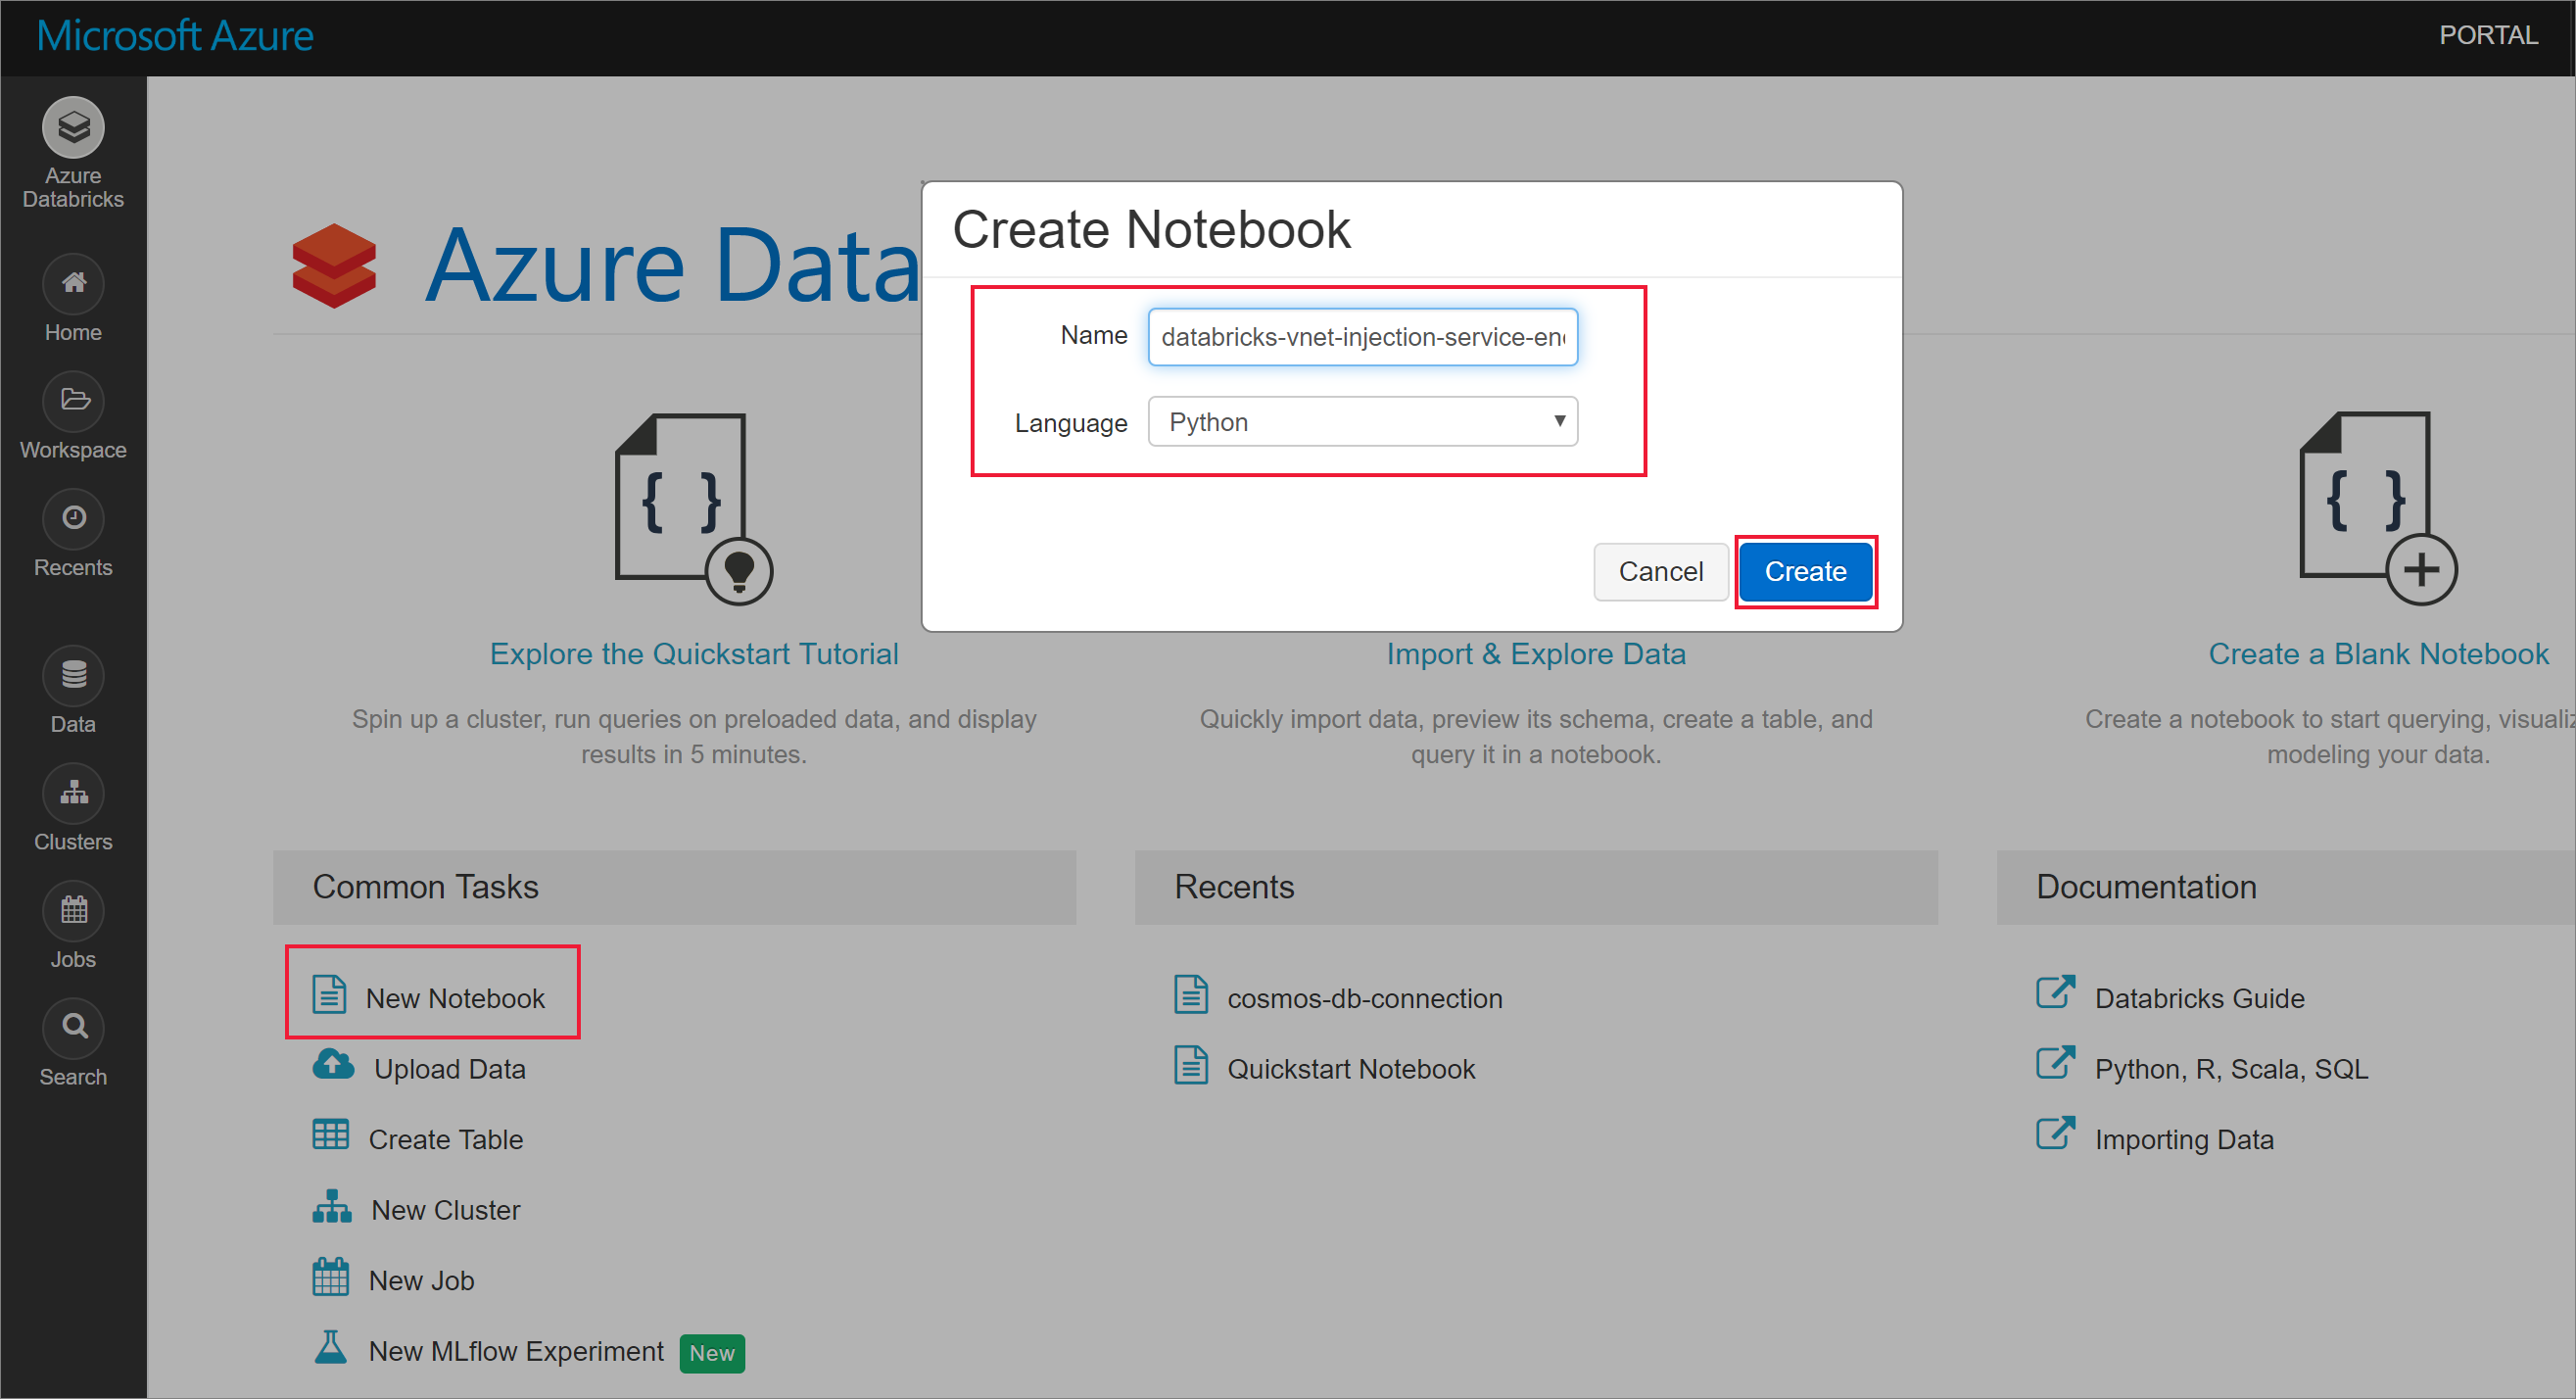 Microsoft Azure
PORTAL
Azure
Databricks
Home
Workspace
Recents
Data
Clusters
Jobs
Search
Azure Data
Create Notebook
Name
databricks-vnet-injection-service-en
Language
Python
Cancel
Create
{ }
{ }
Explore the Quickstart Tutorial
Spin up a cluster, run queries on preloaded data, and display
results in 5 minutes.
Import & Explore Data
Quickly import data, preview its schema, create a table, and
query it in a notebook.
Create a Blank Notebook
Create a notebook to start querying, visualiz
modeling your data.
Common Tasks
New Notebook
Upload Data
Create Table
New Cluster
New Job
New MLflow Experiment New
Recents
cosmos-db-connection
Quickstart Notebook
Documentation
Databricks Guide
Python, R, Scala, SQL
Importing Data